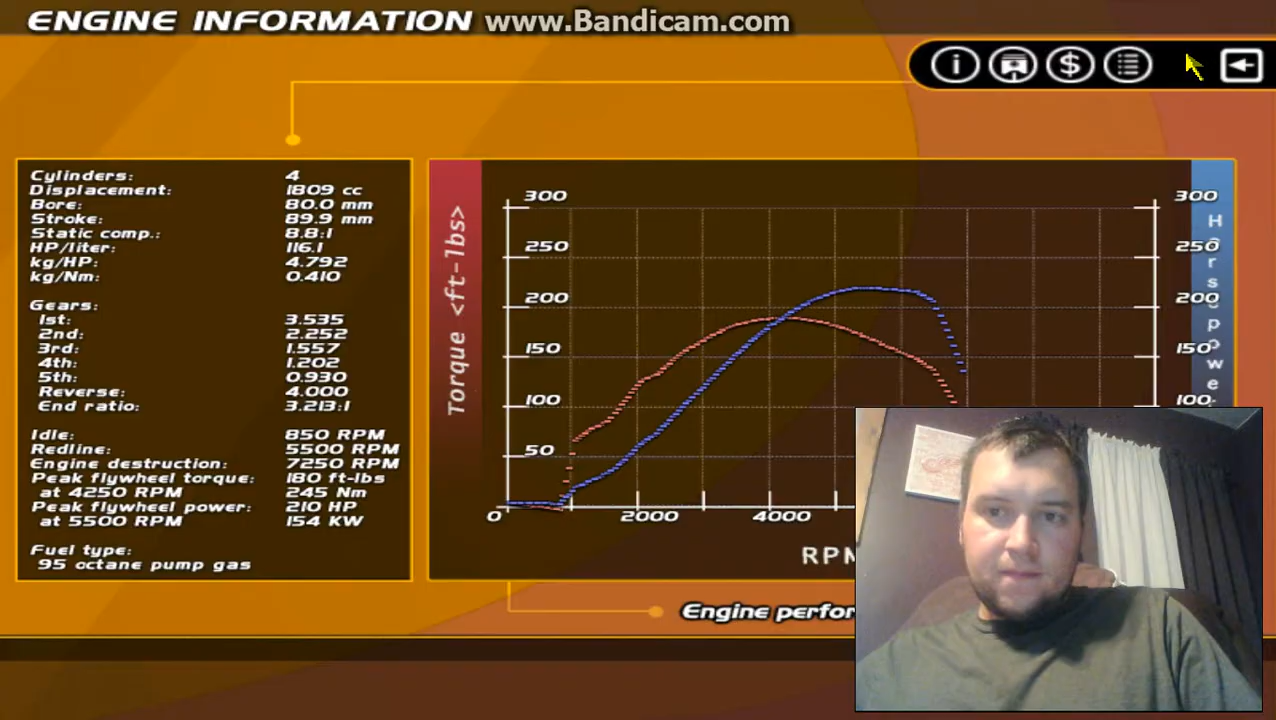 ENGINE INFORMATION
www.Bandicam.com
i $
Cylinders: 4
Displacement: 1809 cc
Bore: 80.0 mm
Stroke: 89.9 mm
Static comp.: 8.8:1
HP/liter: 116.1
kg/HP: 4.792
kg/Nm: 0.410
Gears:
1st: 3.535
2nd: 2.252
3rd: 1.557
4th: 1.202
5th: 0.930
Reverse: 4.000
End ratio: 3.213:1
Idle: 850 RPM
Redline: 5500 RPM
Engine destruction: 7250 RPM
Peak flywheel torque: 180 ft-lbs
at 4250 RPM 245 Nm
Peak flywheel power: 210 HP
at 5500 RPM 154 KW
Fuel type:
95 octane pump gas
Torque <ft-lbs>
300
250
200
150
100
50
0 2000 4000
RPM
300
250
200
150
100
Horsepowe
Engine perfor